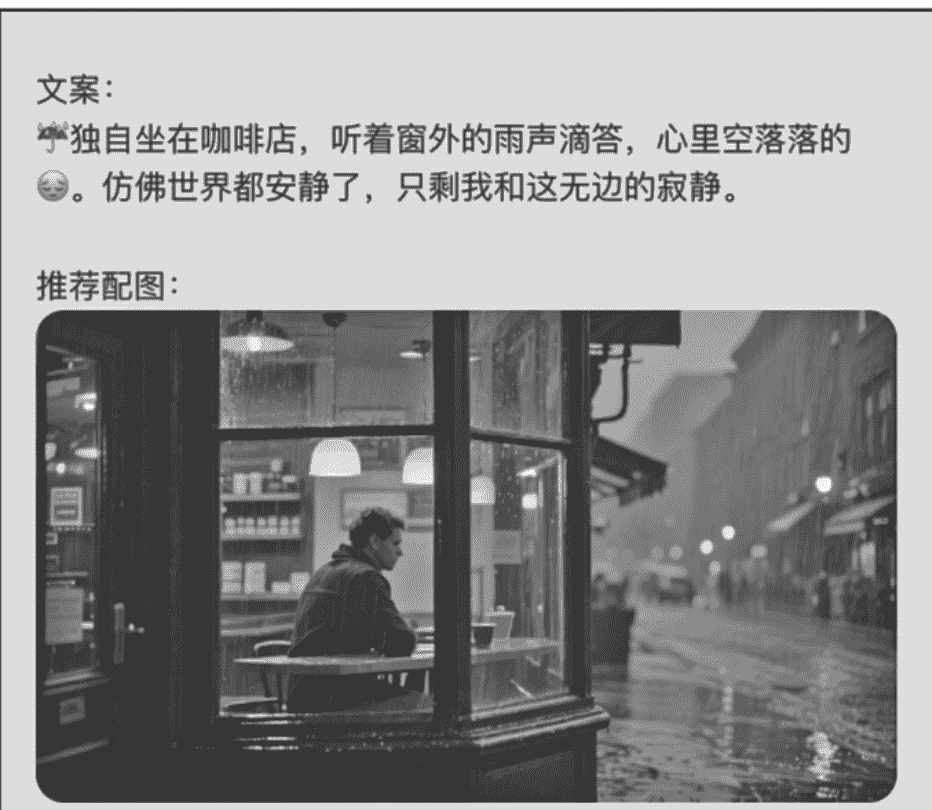 文案：
☔独自坐在咖啡店，听着窗外的雨声滴答，心里空落落的
😔。仿佛世界都安静了，只剩我和这无边的寂静。
推荐配图：